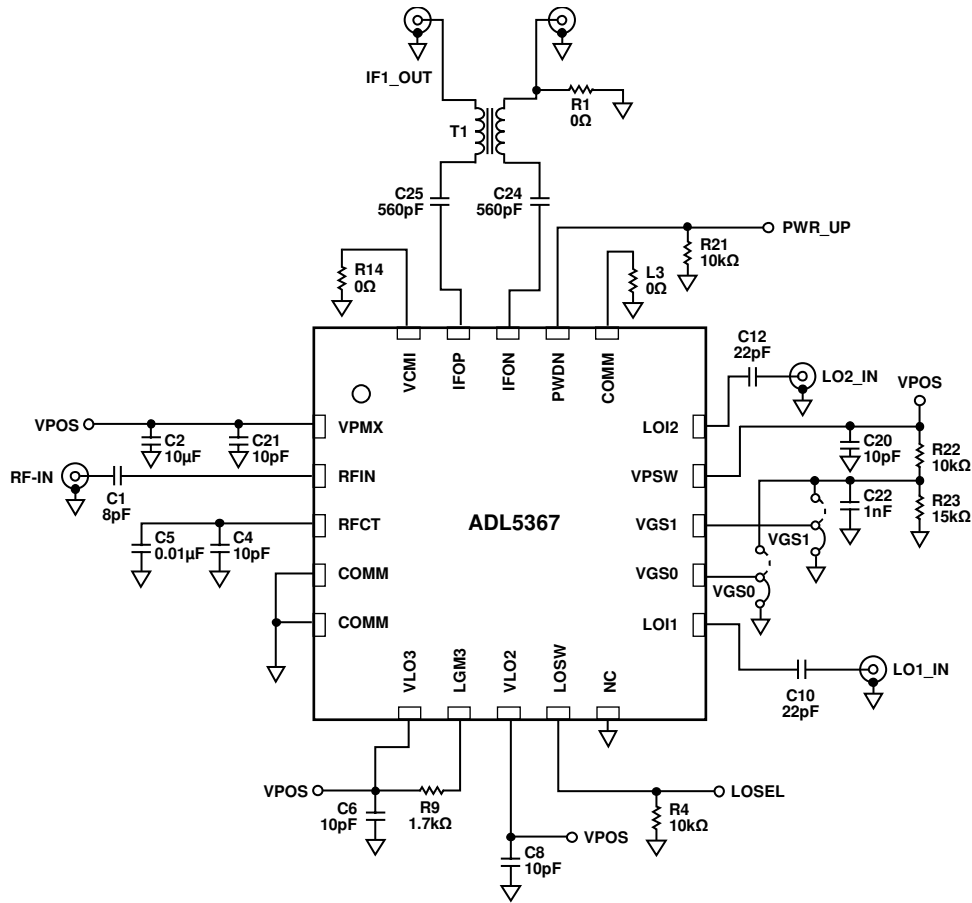 IF1_OUT
R1
0Ω
T1
C25
560pF
C24
560pF
PWR_UP
R21
10kΩ
R14
0Ω
L3
0Ω
C12
22pF
LO2_IN
VPOS
VCMI
IFOP
IFON
PWDN
COMM
VPOS
C2
10µF
C21
10pF
VPMX
LOI2
C20
10pF
R22
10kΩ
RF-IN
C1
8pF
RFIN
VPSW
C22
1nF
R23
15kΩ
C5
0.01µF
C4
10pF
RFCT
ADL5367
VGS1
VGS1
COMM
VGS0
VGS0
COMM
LOI1
LO1_IN
C10
22pF
VLO3
LGM3
VLO2
LOSW
NC
VPOS
C6
10pF
R9
1.7kΩ
LOSEL
R4
10kΩ
VPOS
C8
10pF